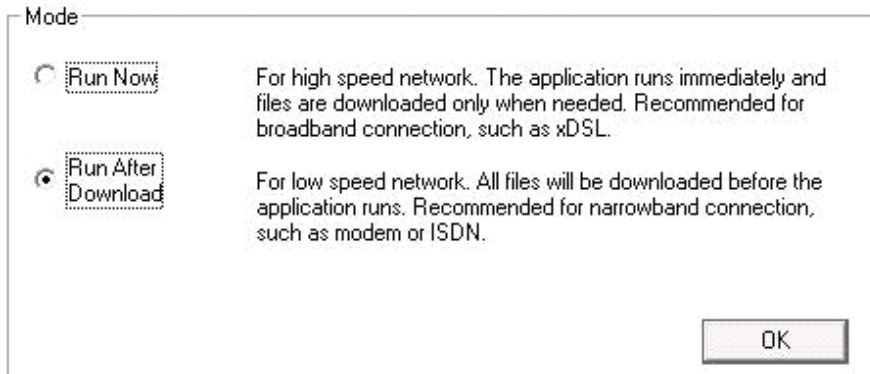 Mode
Run Now
For high speed network. The application runs immediately and
files are downloaded only when needed. Recommended for
broadband connection, such as xDSL.
Run After
Download
For low speed network. All files will be downloaded before the
application runs. Recommended for narrowband connection,
such as modem or ISDN.
OK